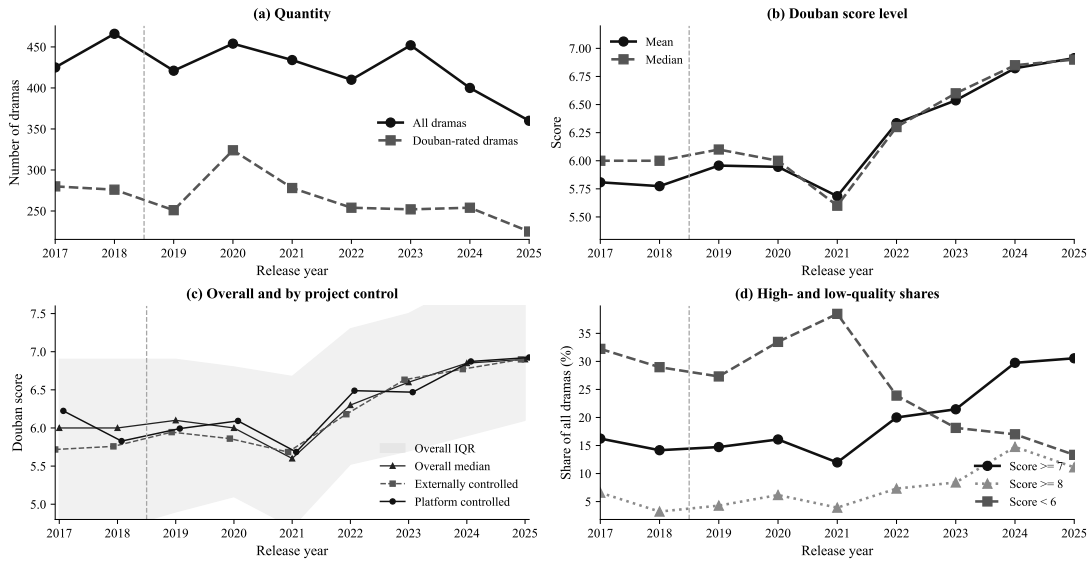 (a) Quantity
Number of dramas
450
400
350
300
250
All dramas
Douban-rated dramas
2017 2018 2019 2020 2021 2022 2023 2024 2025
Release year
(b) Douban score level
Score
7.00
6.75
6.50
6.25
6.00
5.75
5.50
Mean
Median
2017 2018 2019 2020 2021 2022 2023 2024 2025
Release year
(c) Overall and by project control
Douban score
7.5
7.0
6.5
6.0
5.5
5.0
Overall IQR
Overall median
Externally controlled
Platform controlled
2017 2018 2019 2020 2021 2022 2023 2024 2025
Release year
(d) High- and low-quality shares
Share of all dramas (%)
35
30
25
20
15
10
5
Score >= 7
Score >= 8
Score < 6
2017 2018 2019 2020 2021 2022 2023 2024 2025
Release year